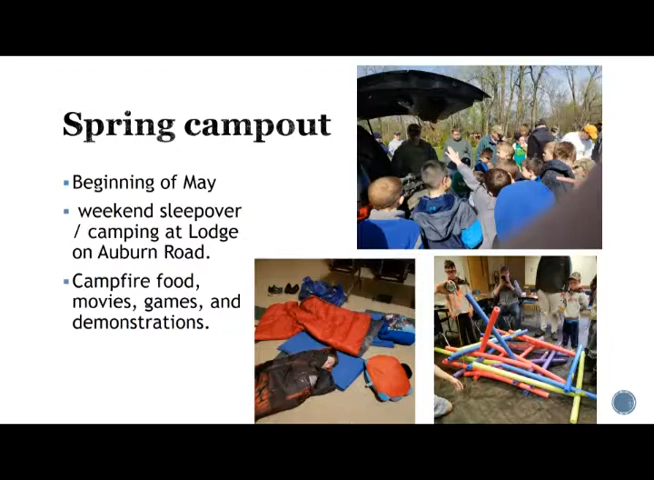 Spring campout
Beginning of May
weekend sleepover
/ camping at Lodge
on Auburn Road.
Campfire food,
movies, games, and
demonstrations.